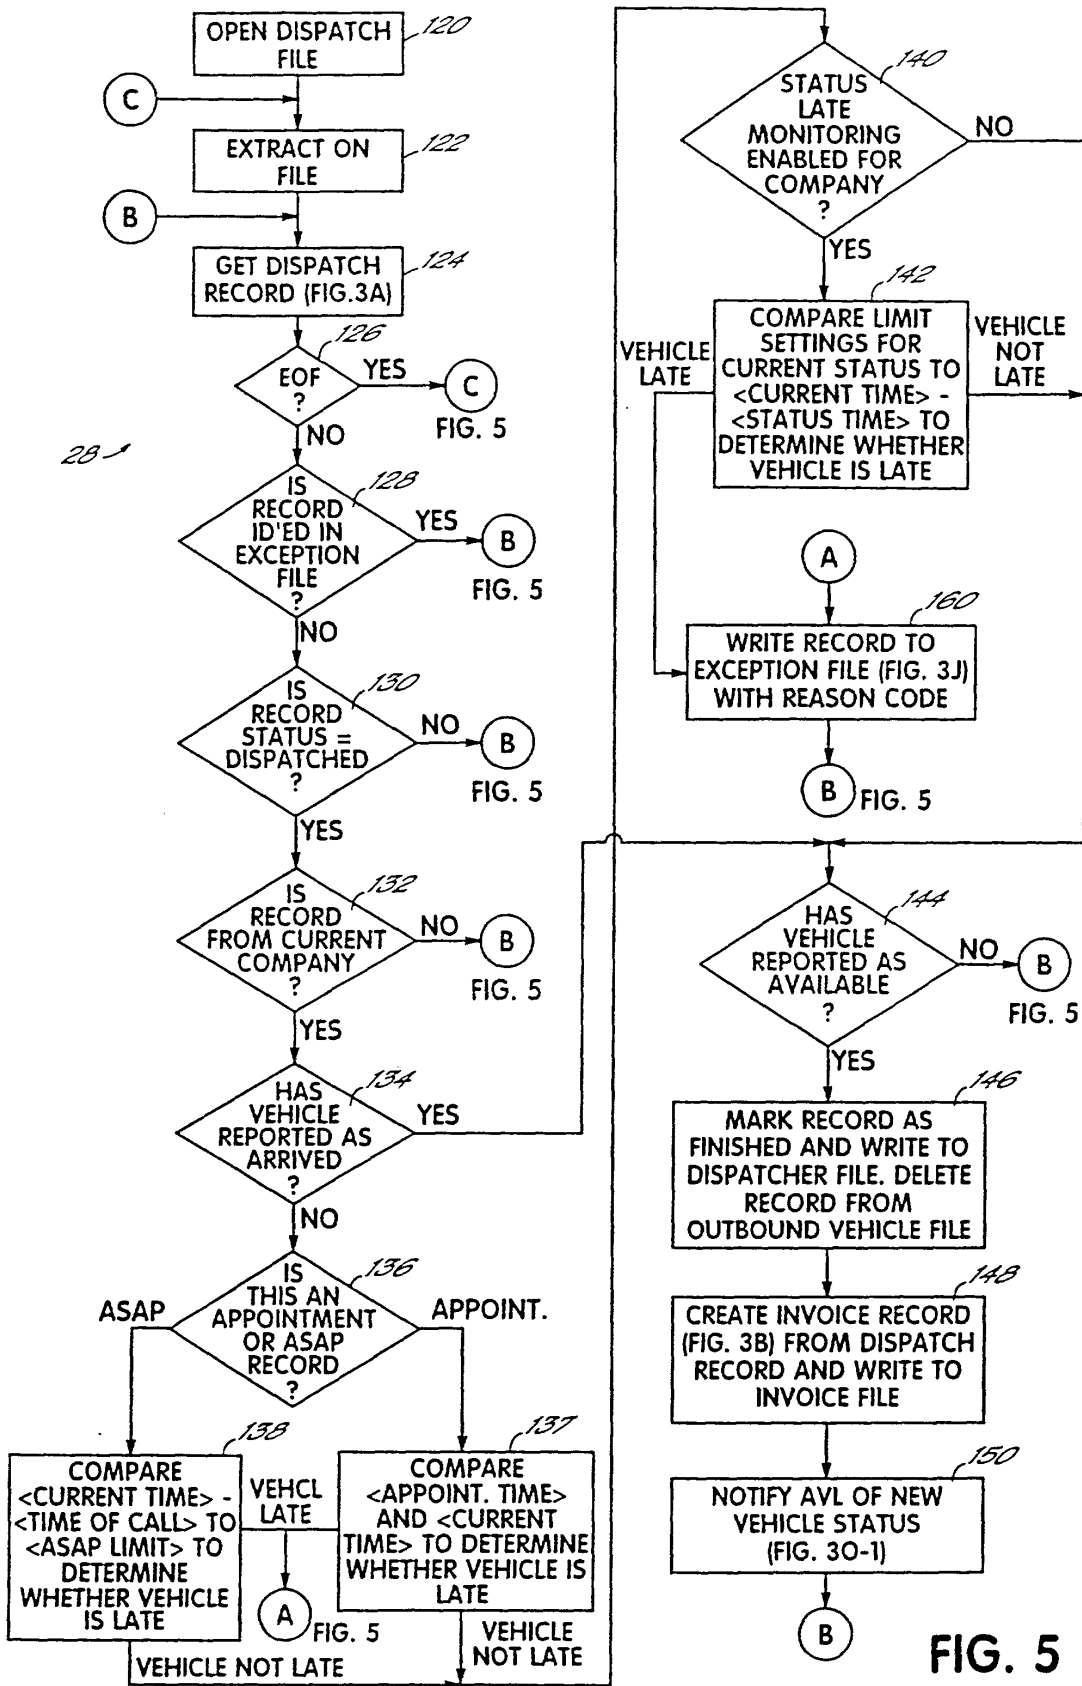 OPEN DISPATCH
FILE
120
C
EXTRACT ON
FILE
122
B
GET DISPATCH
RECORD (FIG.3A)
124
126
EOF
?
YES
C
FIG. 5
NO
28
IS
RECORD
ID'ED IN
EXCEPTION
FILE
?
128
YES
B
FIG. 5
NO
IS
RECORD
STATUS =
DISPATCHED
?
130
NO
B
FIG. 5
YES
IS
RECORD
FROM CURRENT
COMPANY
?
132
NO
B
FIG. 5
YES
HAS
VEHICLE
REPORTED AS
ARRIVED
?
134
YES
NO
IS
THIS AN
APPOINTMENT
OR ASAP
RECORD
?
136
ASAP
APPOINT.
138
COMPARE
<CURRENT TIME> -
<TIME OF CALL> TO
<ASAP LIMIT> TO
DETERMINE
WHETHER VEHICLE
IS LATE
VEHCL
LATE
A
FIG. 5
137
COMPARE
<APPOINT. TIME>
AND <CURRENT
TIME> TO DETERMINE
WHETHER VEHICLE IS
LATE
VEHICLE
NOT LATE
VEHICLE NOT LATE
STATUS
LATE
MONITORING
ENABLED FOR
COMPANY
?
140
NO
YES
142
COMPARE LIMIT
SETTINGS FOR
CURRENT STATUS TO
<CURRENT TIME> -
<STATUS TIME> TO
DETERMINE WHETHER
VEHICLE IS LATE
VEHICLE
LATE
VEHICLE
NOT
LATE
A
160
WRITE RECORD TO
EXCEPTION FILE (FIG. 3J)
WITH REASON CODE
B
FIG. 5
HAS
VEHICLE
REPORTED AS
AVAILABLE
?
144
NO
B
FIG. 5
YES
146
MARK RECORD AS
FINISHED AND WRITE TO
DISPATCHER FILE. DELETE
RECORD FROM
OUTBOUND VEHICLE FILE
148
CREATE INVOICE RECORD
(FIG. 3B) FROM DISPATCH
RECORD AND WRITE TO
INVOICE FILE
150
NOTIFY AVL OF NEW
VEHICLE STATUS
(FIG. 3O-1)
B
FIG. 5